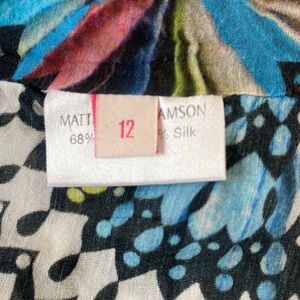 MATT AMSON
68% 12 % Silk